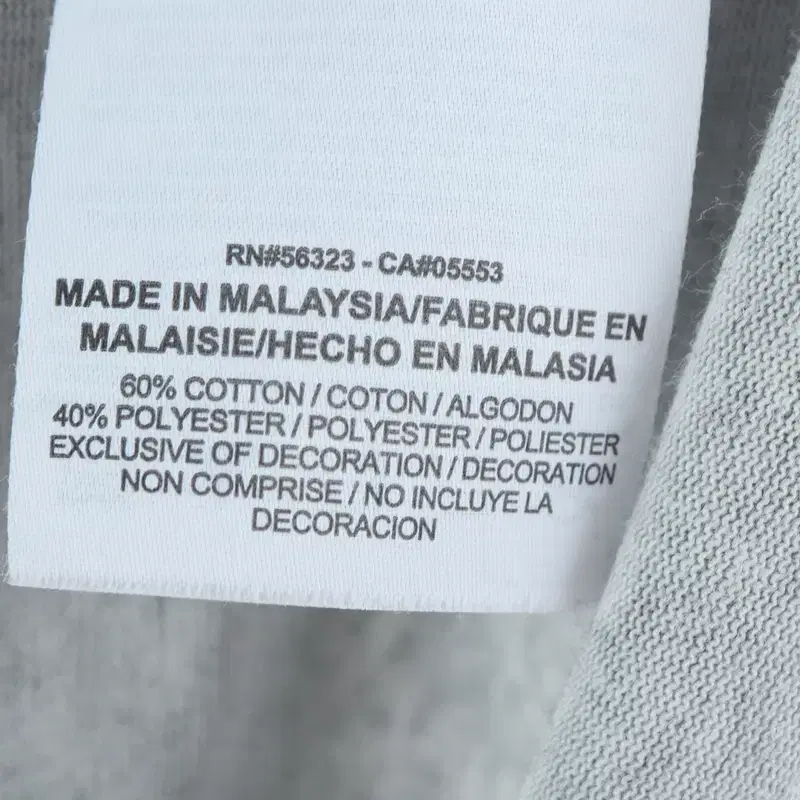 RN#56323 - CA#05553
MADE IN MALAYSIA/FABRIQUE EN
MALAISIE/HECHO EN MALASIA
60% COTTON / COTON / ALGODON
40% POLYESTER / POLYESTER / POLIESTER
EXCLUSIVE OF DECORATION / DECORATION
NON COMPRISE / NO INCLUYE LA
DECORACION